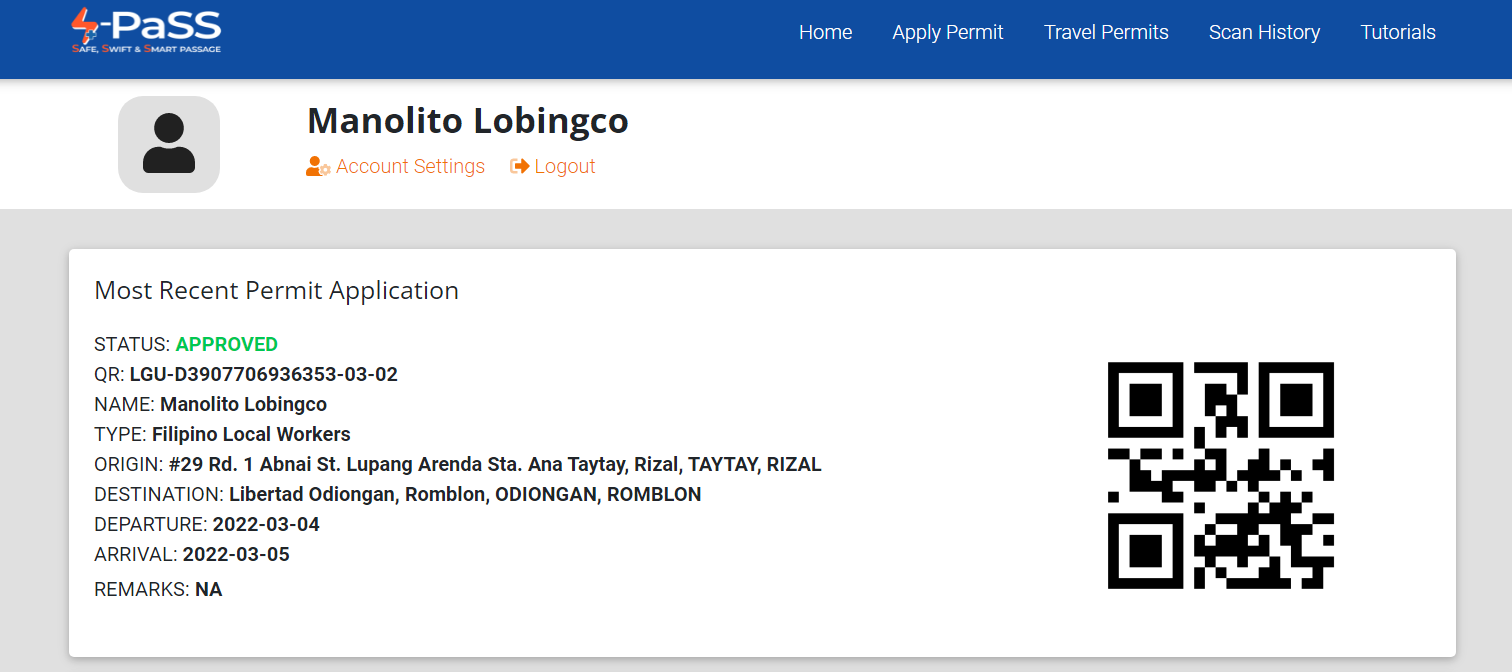 S-PaSS
SAFE, SWIFT & SMART PASSAGE
Home Apply Permit Travel Permits Scan History Tutorials
Manolito Lobingco
Account Settings Logout
Most Recent Permit Application
STATUS: APPROVED
QR: LGU-D3907706936353-03-02
NAME: Manolito Lobingco
TYPE: Filipino Local Workers
ORIGIN: #29 Rd. 1 Abnai St. Lupang Arenda Sta. Ana Taytay, Rizal, TAYTAY, RIZAL
DESTINATION: Libertad Odiongan, Romblon, ODIONGAN, ROMBLON
DEPARTURE: 2022-03-04
ARRIVAL: 2022-03-05
REMARKS: NA